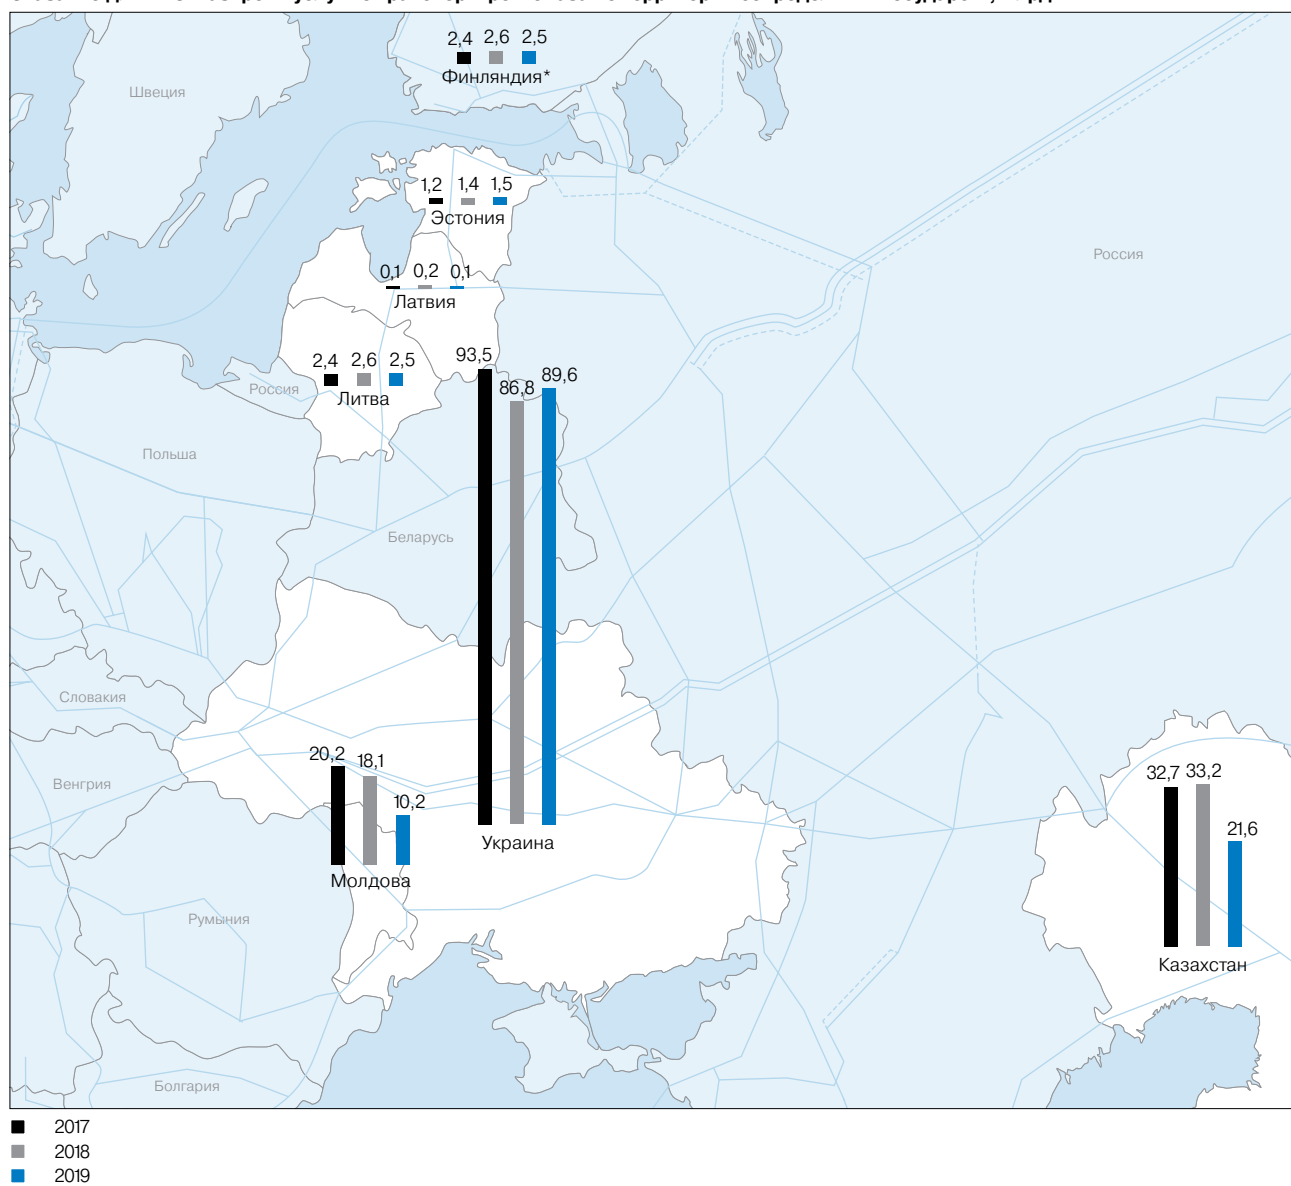 2,4 2,6 2,5
Финляндия*
Швеция
1,2 1,4 1,5
Эстония
Россия
0,1 0,2 0,1
Латвия
93,5
86,8
89,6
2,4 2,6 2,5
Литва
Россия
Польша
Беларусь
Словакия
20,2
18,1
10,2
Молдова
Украина
Венгрия
32,7 33,2
21,6
Казахстан
Румыния
Болгария
2017
2018
2019